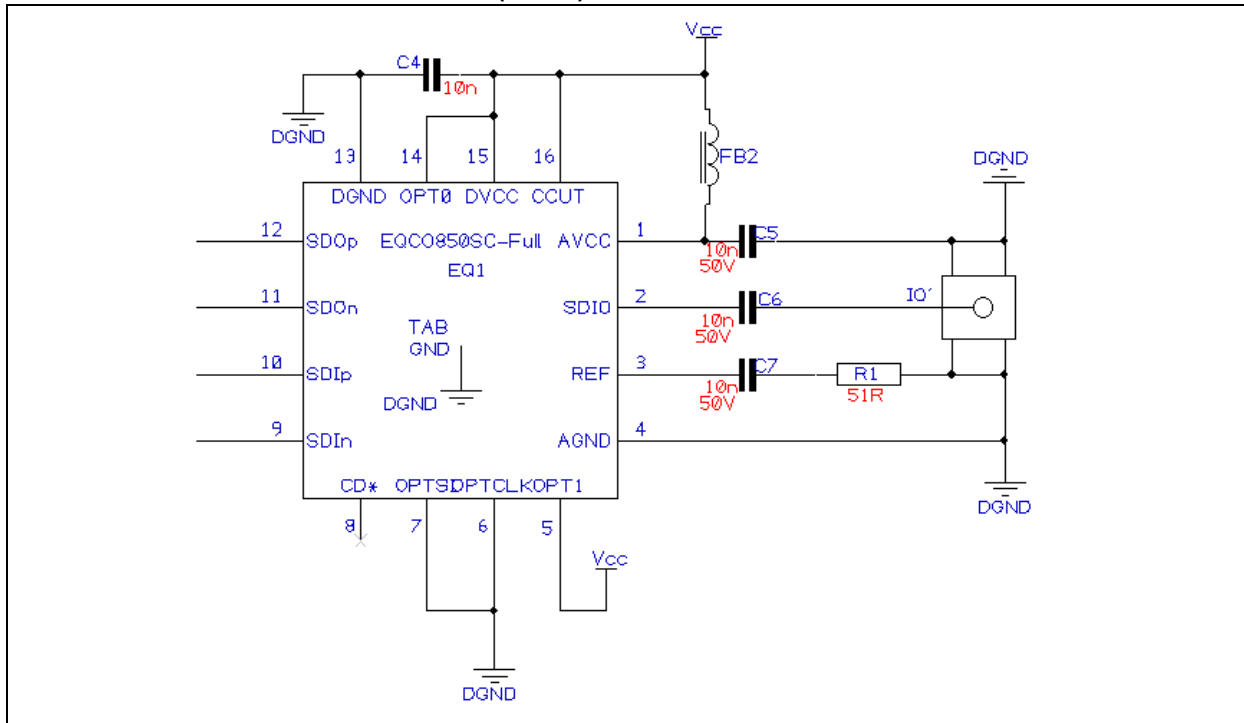 Vcc
C4
10n
DGND
13
14
15
16
FB2
DGND
DGND OPT0 DVCC CCUT
12
SDOp
EQCO850SC-Full
AVCC
1
C5
10n
50V
EQ1
11
SDOn
SDIO
2
C6
10n
50V
IO'
TAB
GND
10
SDIp
REF
3
C7
10n
50V
R1
51R
DGND
9
SDIn
AGND
4
CD* OPTSDPTCLKOPT1
8
7
6
5
DGND
Vcc
DGND